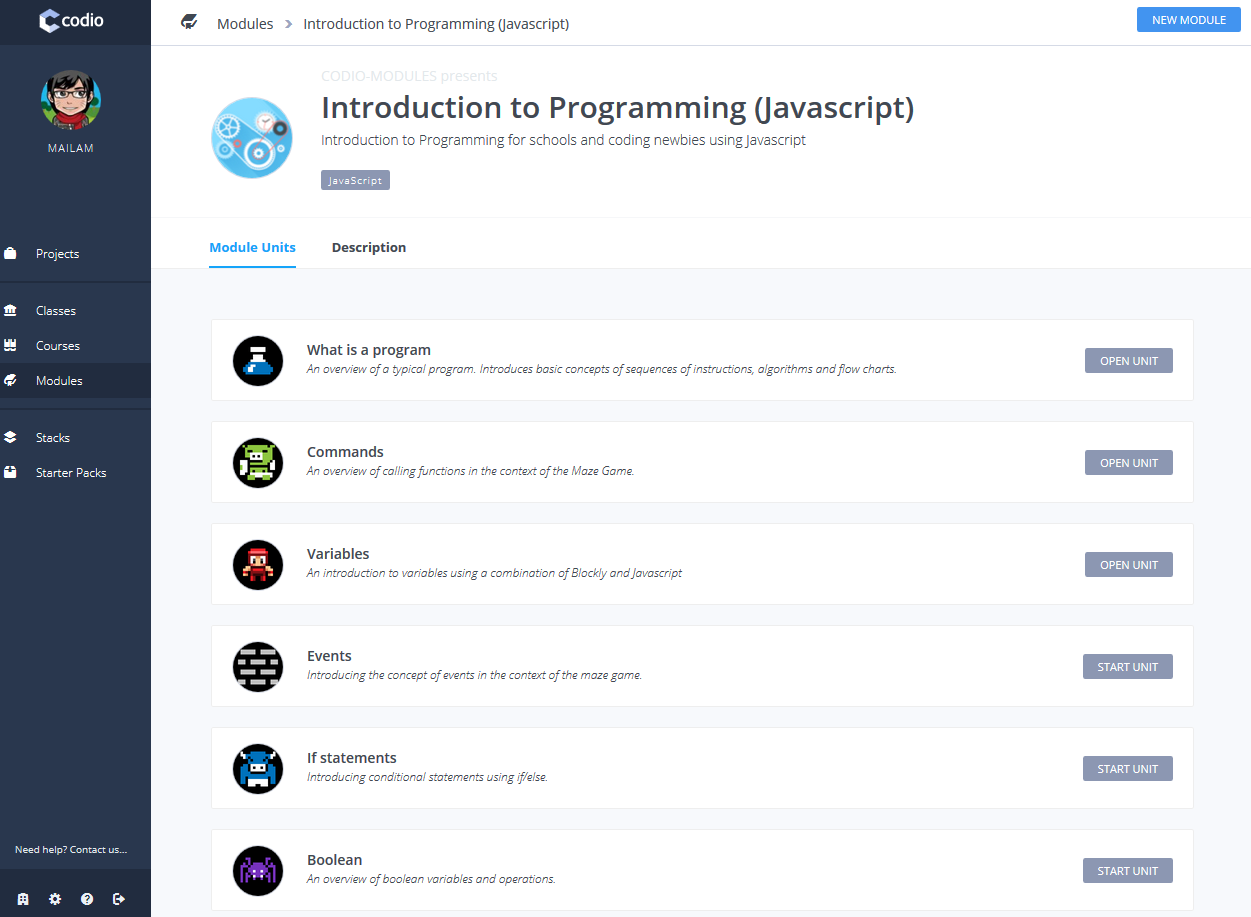 codio
MAILAM
Projects
Classes
Courses
Modules
Stacks
Starter Packs
Need help? Contact us...
Modules
Introduction to Programming (Javascript)
NEW MODULE
CODIO-MODULES presents
Introduction to Programming (Javascript)
Introduction to Programming for schools and coding newbies using Javascript
JavaScript
Module Units
Description
What is a program
An overview of a typical program. Introduces basic concepts of sequences of instructions, algorithms and flow charts.
OPEN UNIT
Commands
An overview of calling functions in the context of the Maze Game.
OPEN UNIT
Variables
An introduction to variables using a combination of Blockly and Javascript
OPEN UNIT
Events
Introducing the concept of events in the context of the maze game.
START UNIT
If statements
Introducing conditional statements using if/else.
START UNIT
Boolean
An overview of boolean variables and operations.
START UNIT